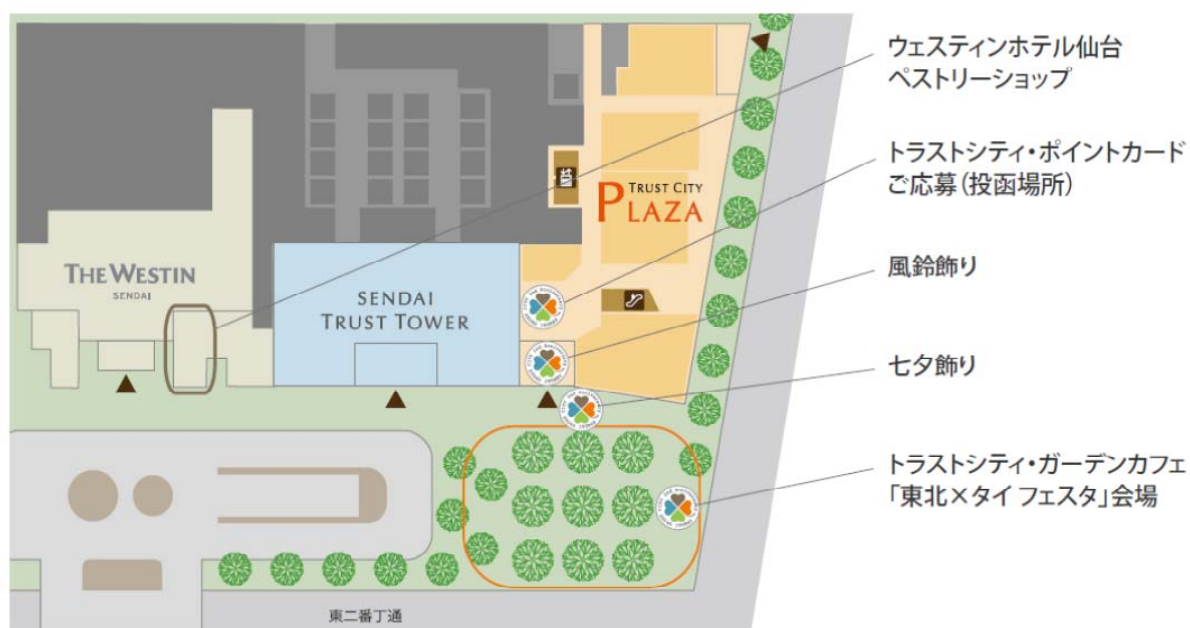 ウェスティンホテル仙台
ペストリーショップ
トラストシティ・ポイントカード
ご応募(投函場所)
風鈴飾り
七夕飾り
トラストシティ・ガーデンカフェ
「東北×タイ フェスタ」会場
TRUST CITY
PLAZA
THE WESTIN
SENDAI
SENDAI
TRUST TOWER
東二番丁通